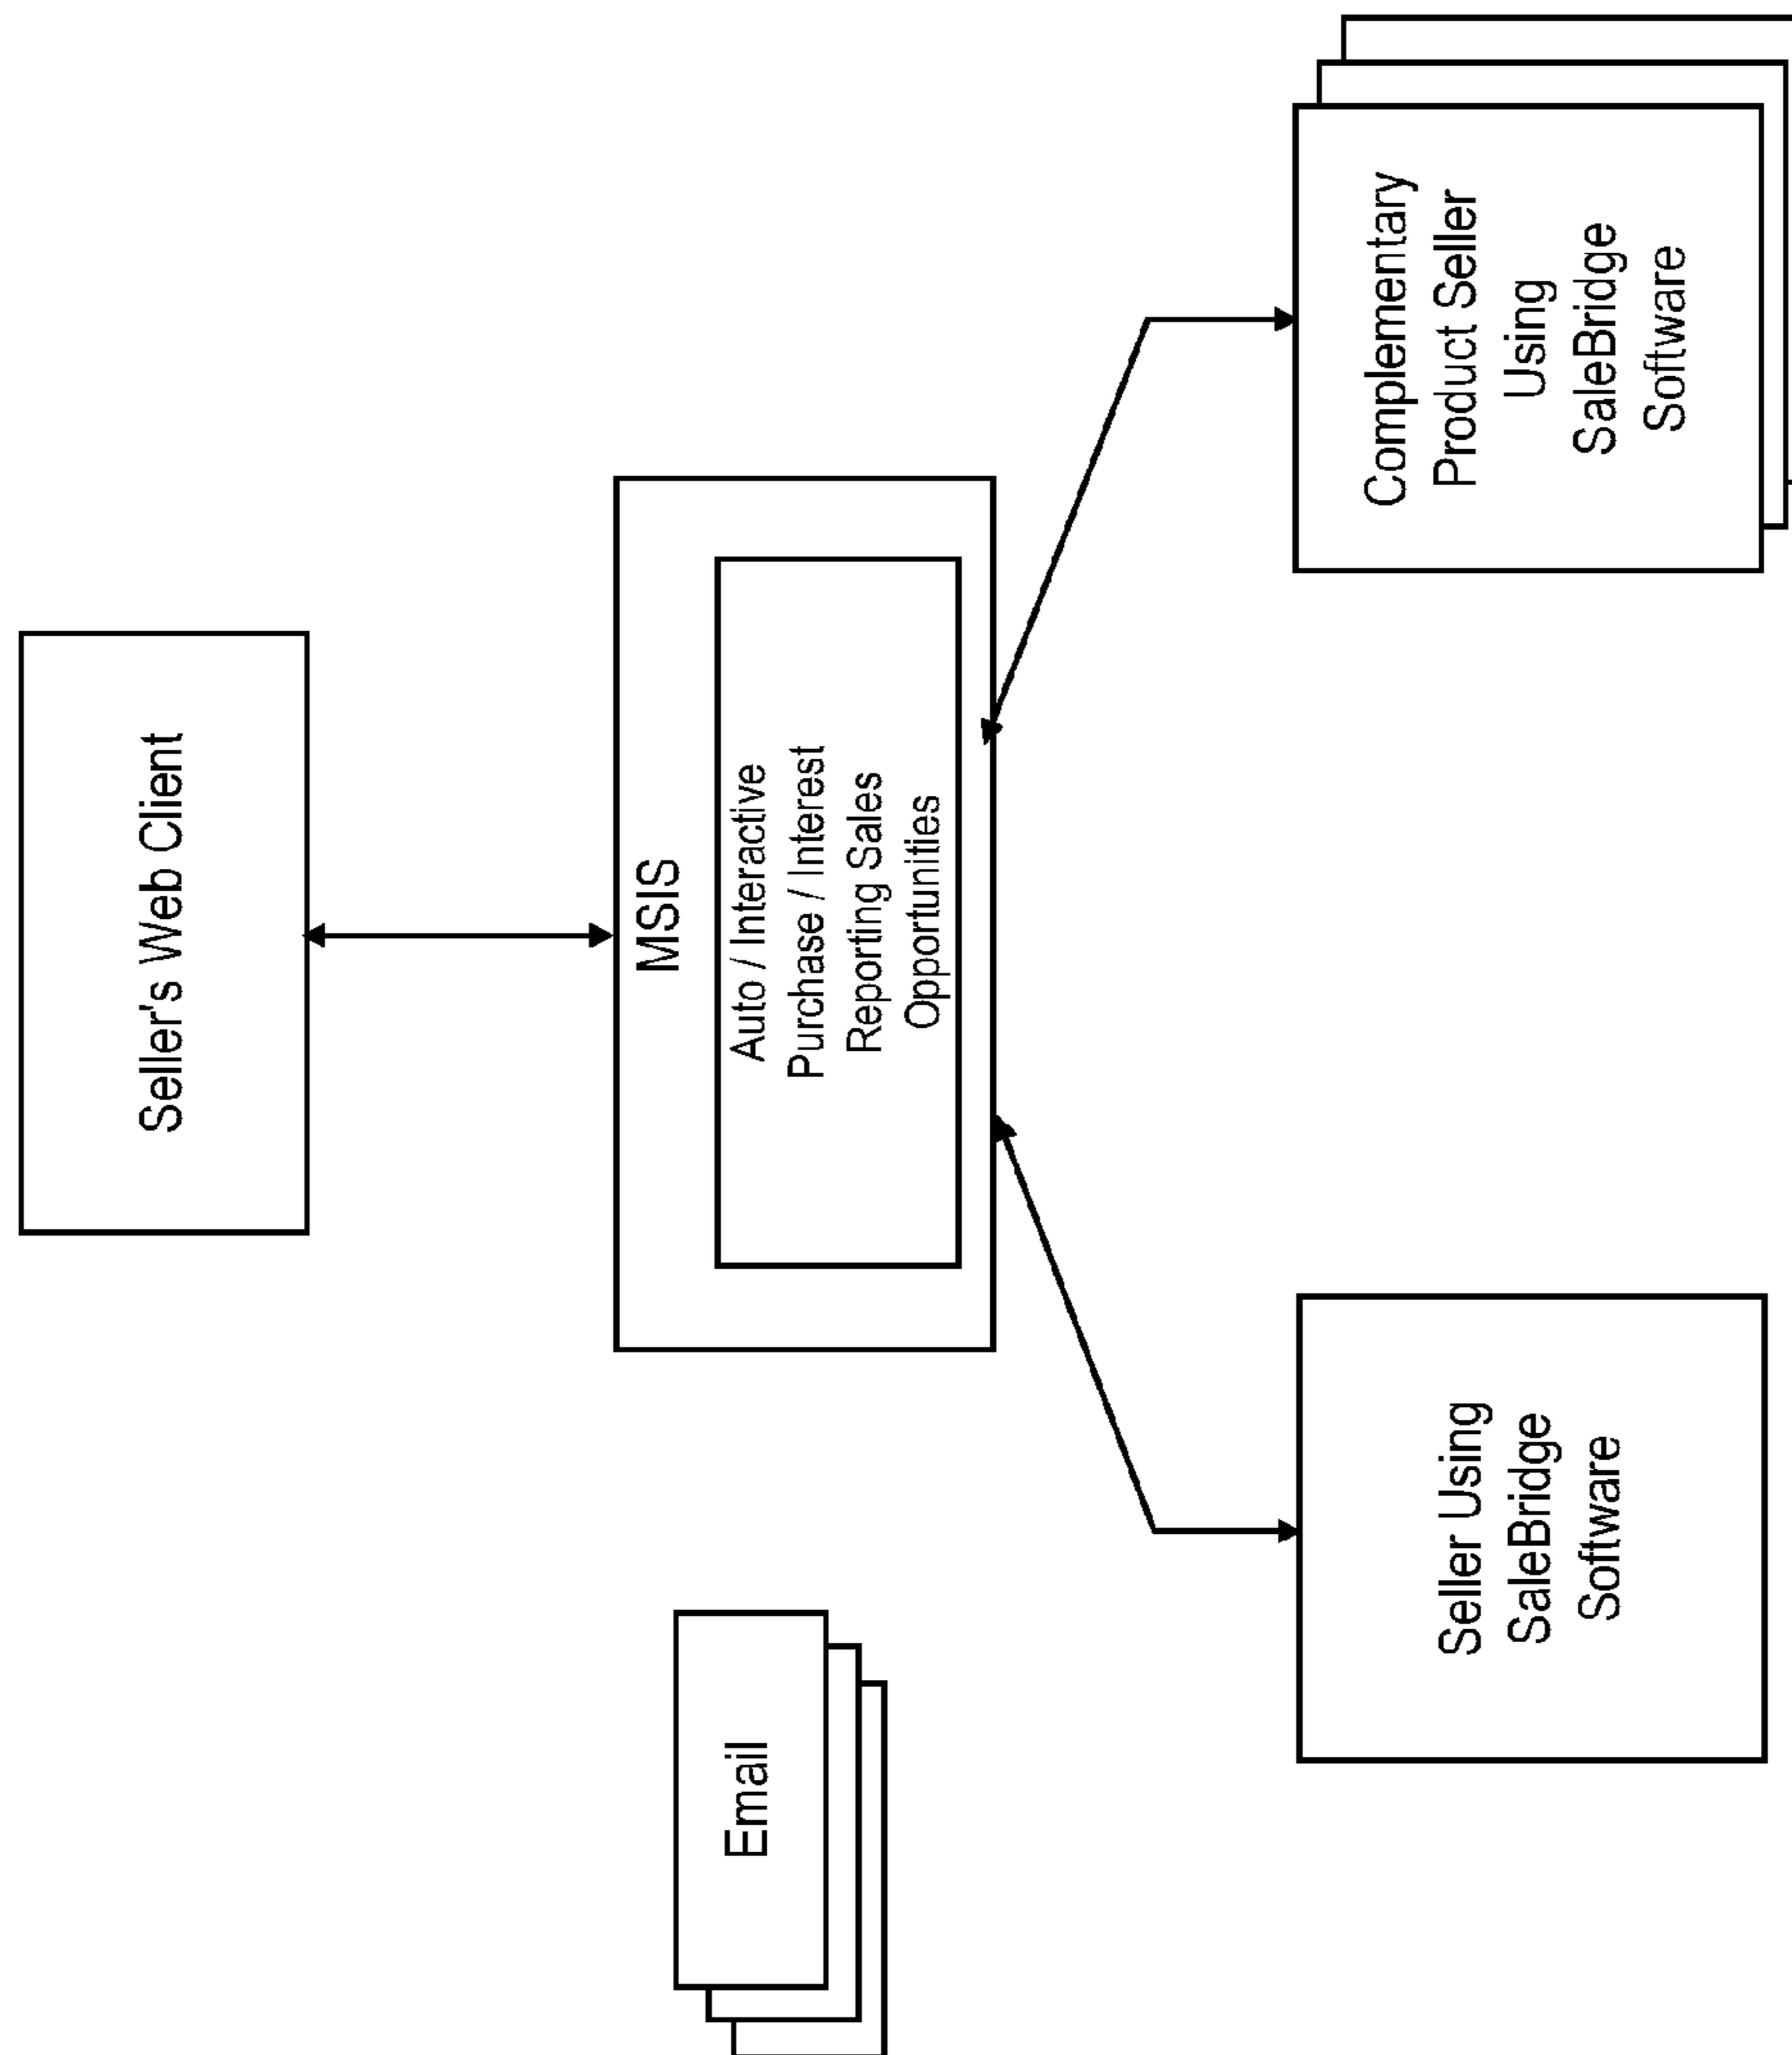 Seller's Web Client
MSIS
Auto / Interactive
Purchase / Interest
Reporting Sales
Opportunities
Email
Seller Using
SaleBridge
Software
Complementary
Product Seller
Using
SaleBridge
Software